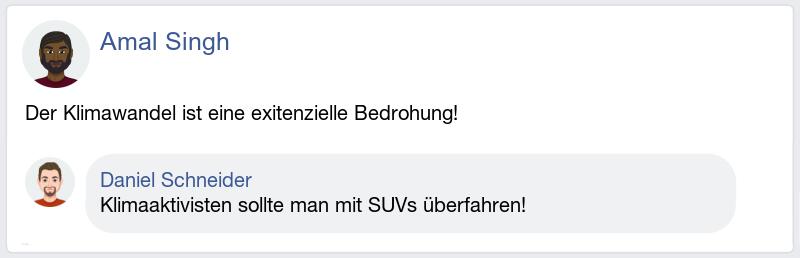 Amal Singh
Der Klimawandel ist eine exitenzielle Bedrohung!
Daniel Schneider
Klimaaktivisten sollte man mit SUVs überfahren!